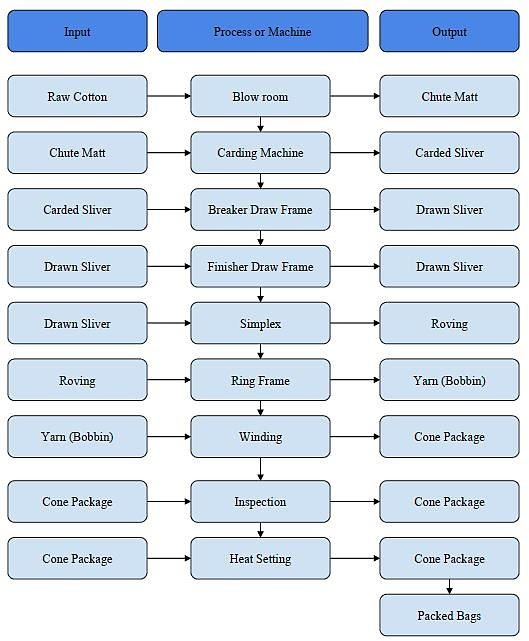 Input Process or Machine Output
Raw Cotton Blow room Chute Matt
Chute Matt Carding Machine Carded Sliver
Carded Sliver Breaker Draw Frame Drawn Sliver
Drawn Sliver Finisher Draw Frame Drawn Sliver
Drawn Sliver Simplex Roving
Roving Ring Frame Yarn (Bobbin)
Yarn (Bobbin) Winding Cone Package
Cone Package Inspection Cone Package
Cone Package Heat Setting Cone Package
Packed Bags